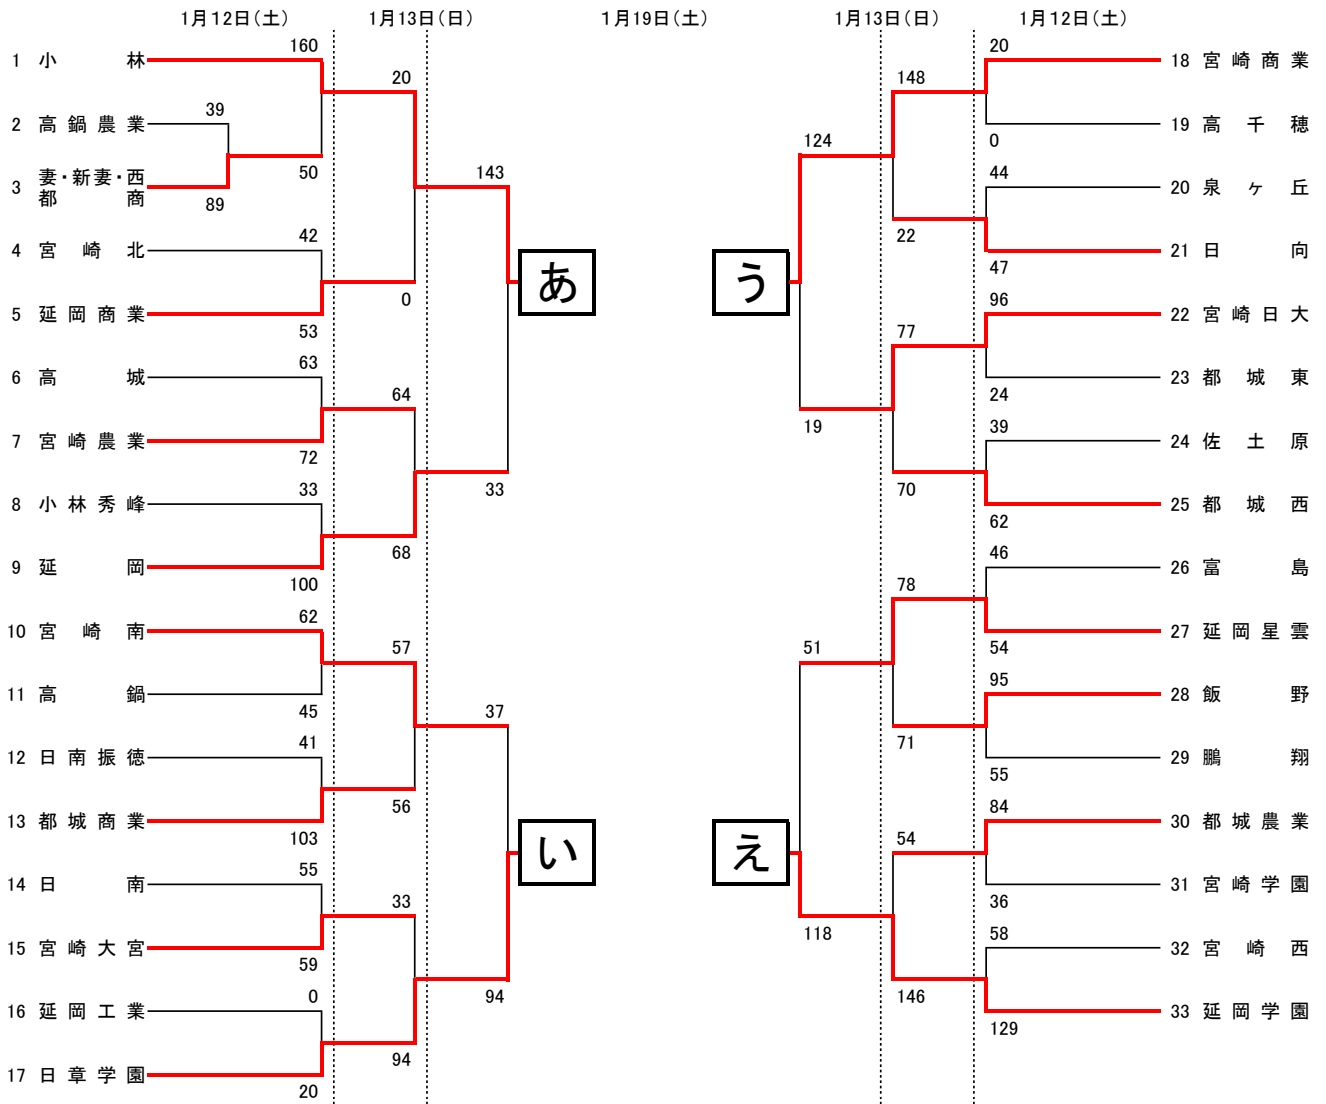 1月12日(土) 1月13日(日) 1月19日(土) 1月13日(日) 1月12日(土)
160
1 小林
20
39
2 高鍋農業
50
3 妻・新妻・西都商
89
143
42
4 宮崎北
0
5 延岡商業
53
あ
63
6 高城
64
7 宮崎農業
72
33
8 小林秀峰
33
68
9 延岡
100
62
10 宮崎南
57
11 高鍋
45
37
41
12 日南振徳
56
13 都城商業
103
い
55
14 日南
33
15 宮崎大宮
59
94
0
16 延岡工業
94
17 日章学園
20
20
18 宮崎商業
148
19 高千穂
0
124
44
20 泉ヶ丘
22
21 日向
47
う
96
22 宮崎日大
77
23 都城東
24
19
39
24 佐土原
70
25 都城西
62
46
26 富島
78
27 延岡星雲
54
51
95
28 飯野
71
29 鵬翔
55
84
30 都城農業
54
え
31 宮崎学園
36
118
58
32 宮崎西
146
33 延岡学園
129